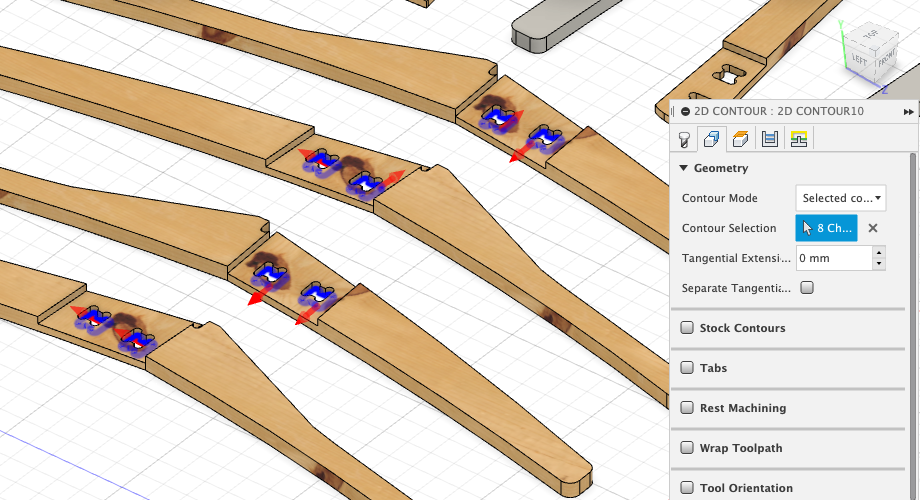 TOP
LEFT
FRONT
Y
Z
2D CONTOUR : 2D CONTOUR10
Geometry
Contour Mode
Selected co...
Contour Selection
8 Ch...
Tangential Extensi...
0 mm
Separate Tangenti...
Stock Contours
Tabs
Rest Machining
Wrap Toolpath
Tool Orientation